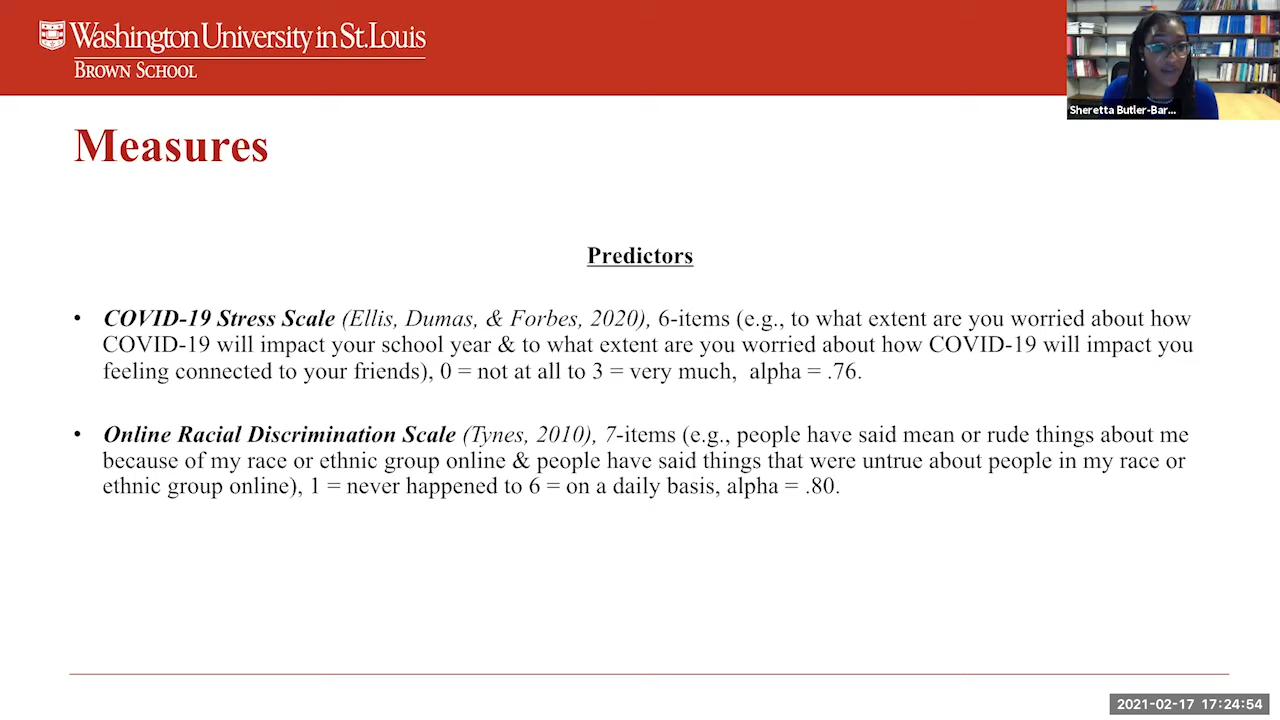 Washington University in St. Louis
BROWN SCHOOL
Sheretta Butler-Bar...
Measures
Predictors
• COVID-19 Stress Scale (Ellis, Dumas, & Forbes, 2020), 6-items (e.g., to what extent are you worried about how
COVID-19 will impact your school year & to what extent are you worried about how COVID-19 will impact you
feeling connected to your friends), 0 = not at all to 3 = very much, alpha = .76.
• Online Racial Discrimination Scale (Tynes, 2010), 7-items (e.g., people have said mean or rude things about me
because of my race or ethnic group online & people have said things that were untrue about people in my race or
ethnic group online), 1 = never happened to 6 = on a daily basis, alpha = .80.
2021-02-17 17:24:54